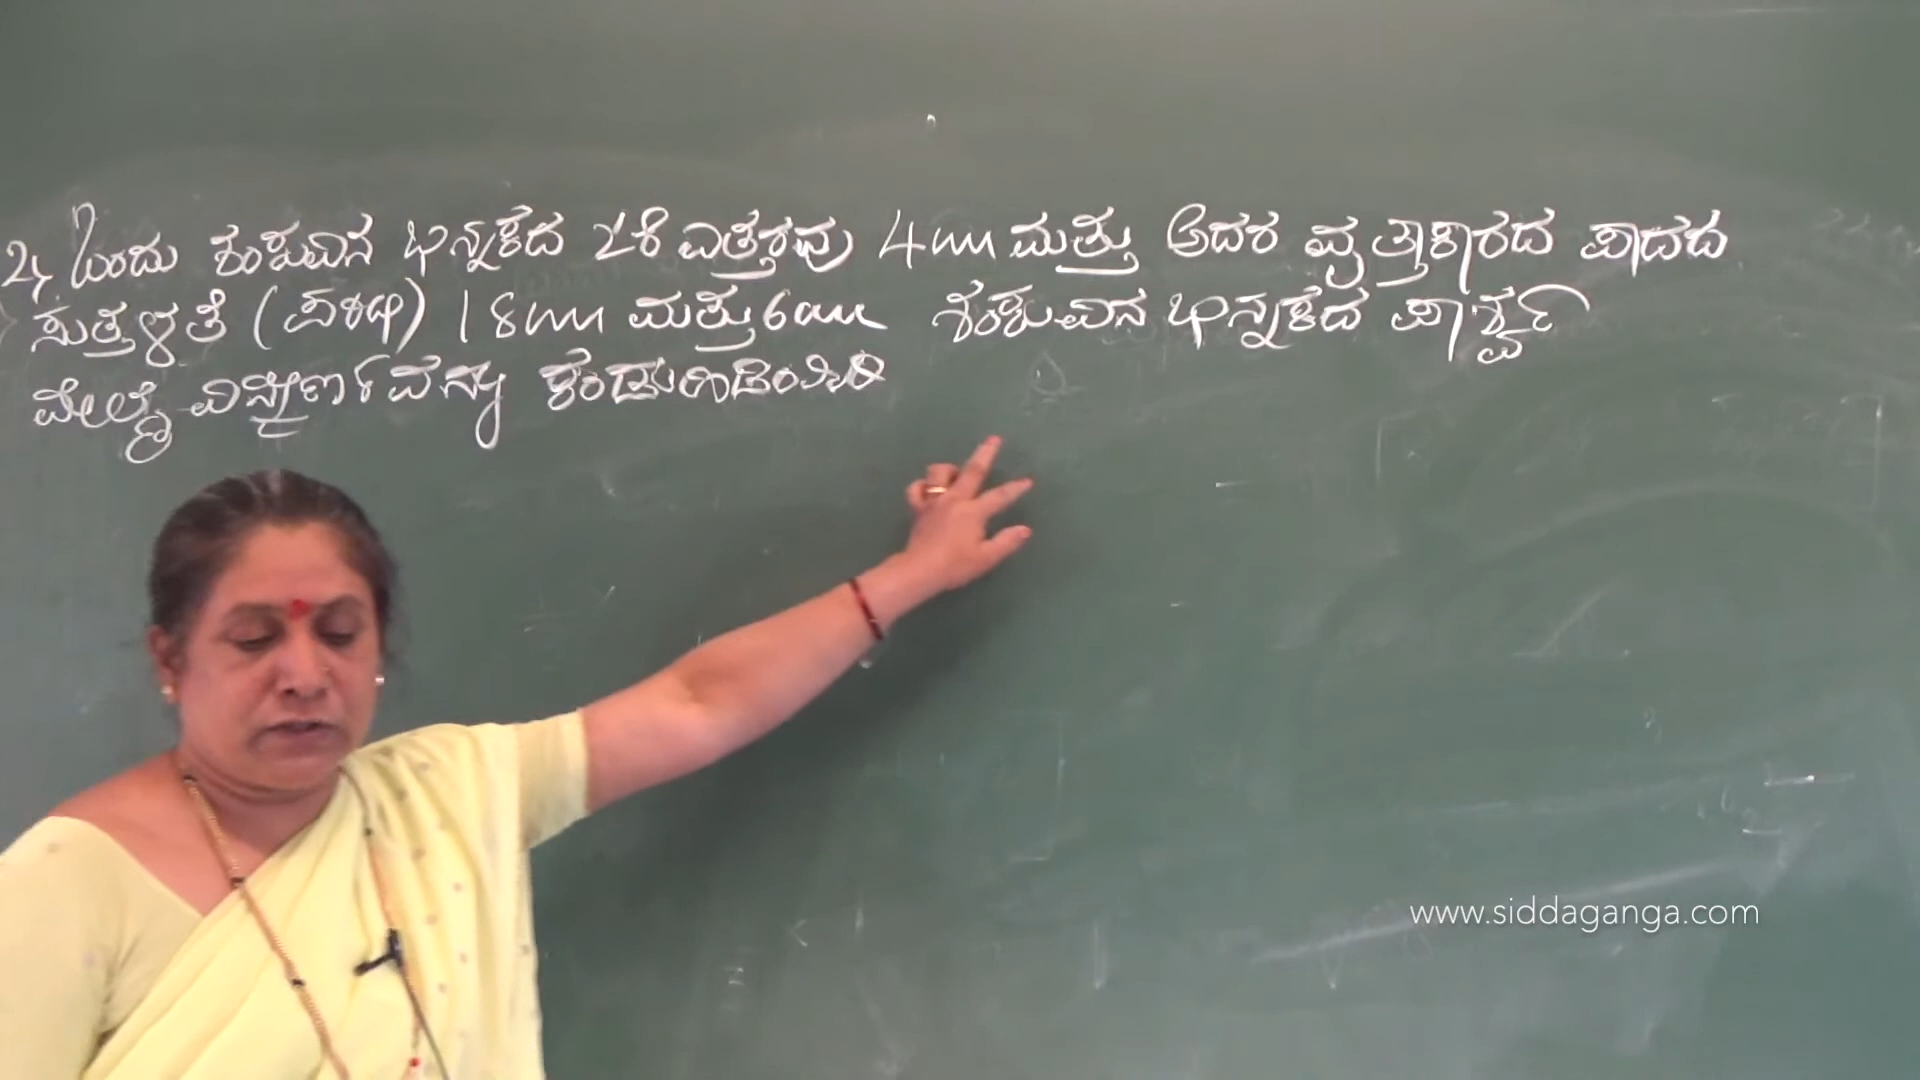 2, ಒಂದು ಶಂಕುವಿನ ಭಿನ್ನಕದ ಓರೆ ಎತ್ತರವು 4cm ಮತ್ತು ಅದರ ವೃತ್ತಾಕಾರದ ಪಾದದ
ಸುತ್ತಳತೆ (ಪರಿಧಿ) 18cm ಮತ್ತು 6cm ಶಂಕುವಿನ ಭಿನ್ನಕದ ಪಾರ್ಶ್ವ
ಮೇಲ್ಮೈ ವಿಸ್ತೀರ್ಣವನ್ನು ಕಂಡುಹಿಡಿಯಿರಿ
www.siddaganga.com